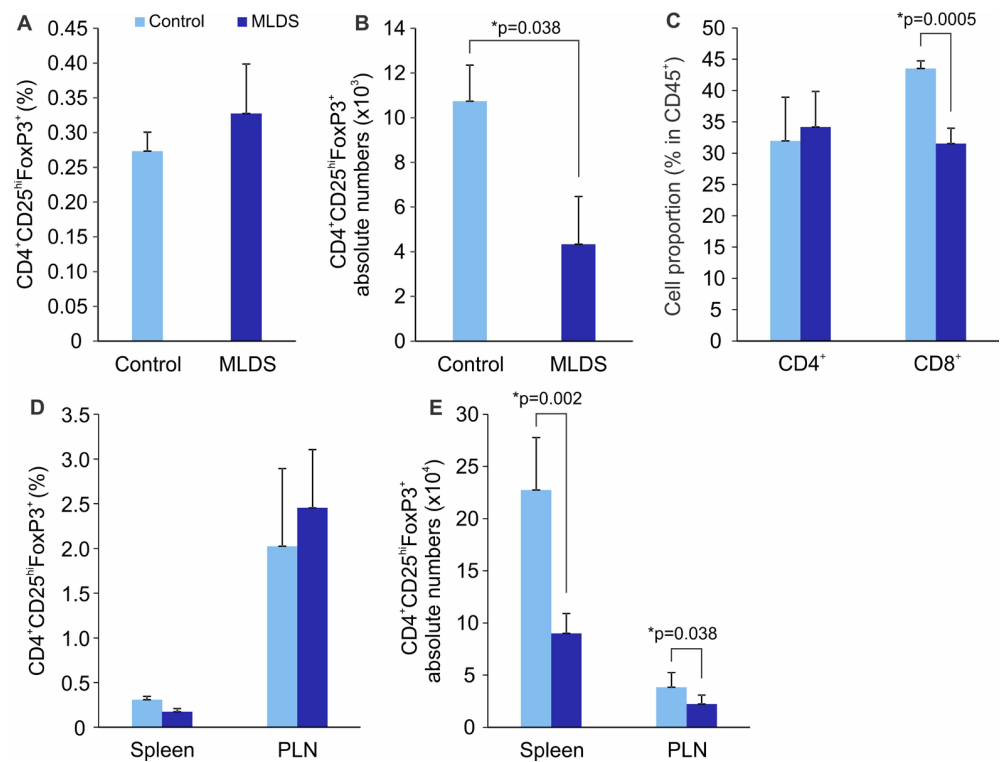 A
Control
MLDS
CD4⁺CD25ʰⁱFoxP3⁺ (%)
0.45
0.40
0.35
0.30
0.25
0.20
0.15
0.10
0.05
0
Control
MLDS
B
*p=0.038
CD4⁺CD25ʰⁱFoxP3⁺
absolute numbers (x10³)
14
12
10
8
6
4
2
0
Control
MLDS
C
*p=0.0005
Cell proportion (% in CD45⁺)
50
45
40
35
30
25
20
15
10
5
0
CD4⁺
CD8⁺
D
CD4⁺CD25ʰⁱFoxP3⁺ (%)
3.5
3.0
2.5
2.0
1.5
1.0
0.5
0
Spleen
PLN
E
*p=0.002
*p=0.038
CD4⁺CD25ʰⁱFoxP3⁺
absolute numbers (x10⁴)
30
25
20
15
10
5
0
Spleen
PLN